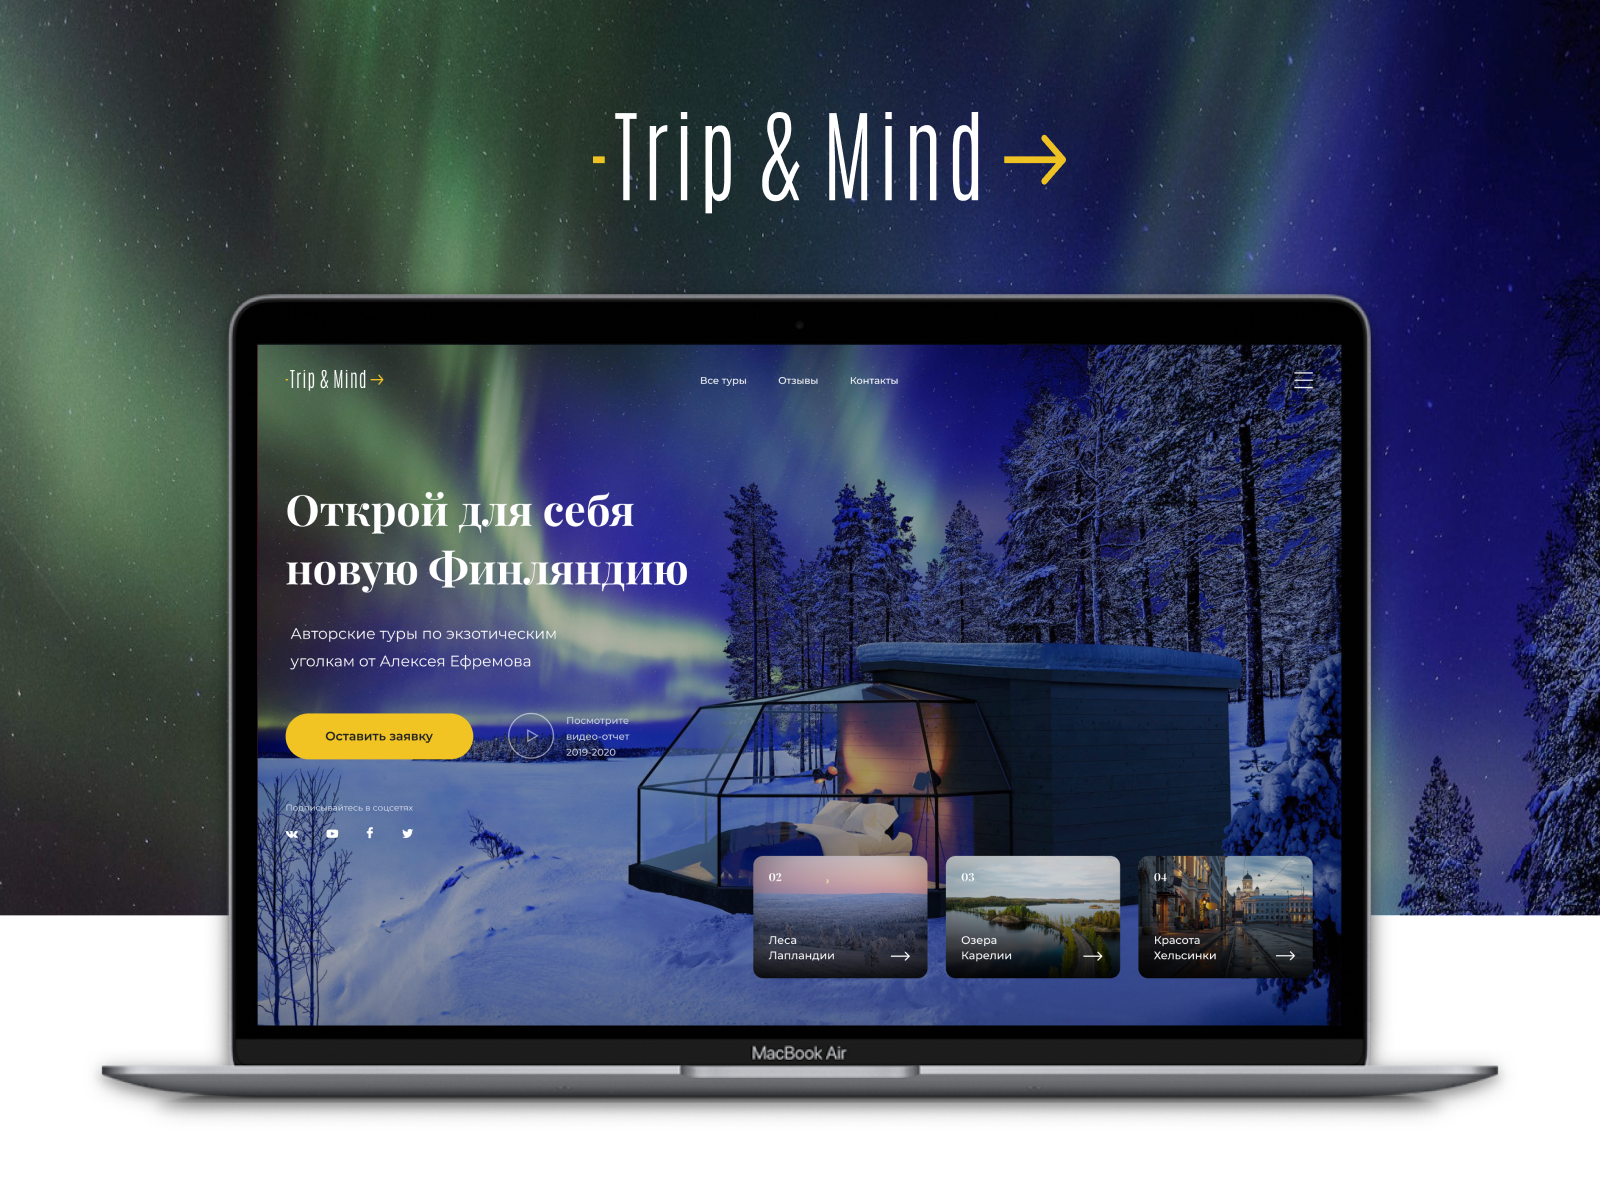 Trip & Mind
Trip & Mind
Все туры
Отзывы
Контакты
Открой для себя
новую Финляндию
Авторские туры по экзотическим
уголкам от Алексея Ефремова
Оставить заявку
Посмотрите
видео-отчет
2019-2020
Подписывайтесь в соцсетях
02
Леса
Лапландии
03
Озера
Карелии
04
Красота
Хельсинки
MacBook Air